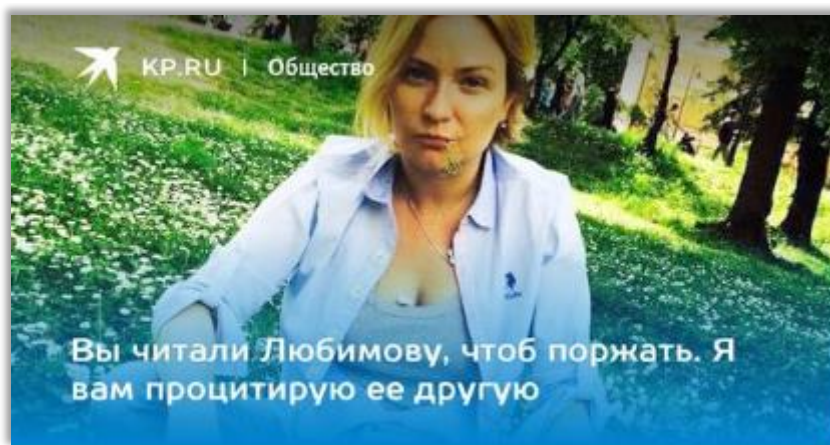 KP.RU | Общество
Вы читали Любимову, чтоб поржать. Я
вам процитирую ее другую